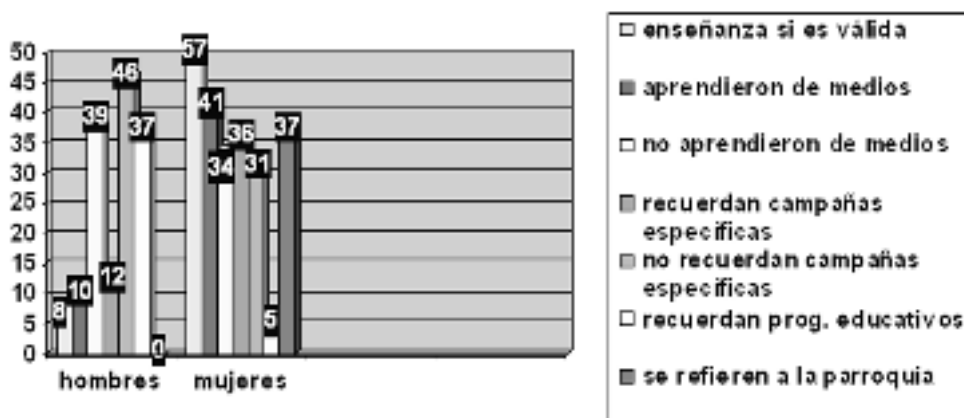 50
45
40
35
30
25
20
15
10
5
0
8
10
39
12
46
37
0
57
41
34
36
31
5
37
hombres
mujeres
enseñanza si es válida
aprendieron de medios
no aprendieron de medios
recuerdan campañas
especificas
no recuerdan campañas
especificas
recuerdan prog. educativos
se refieren a la parroquia